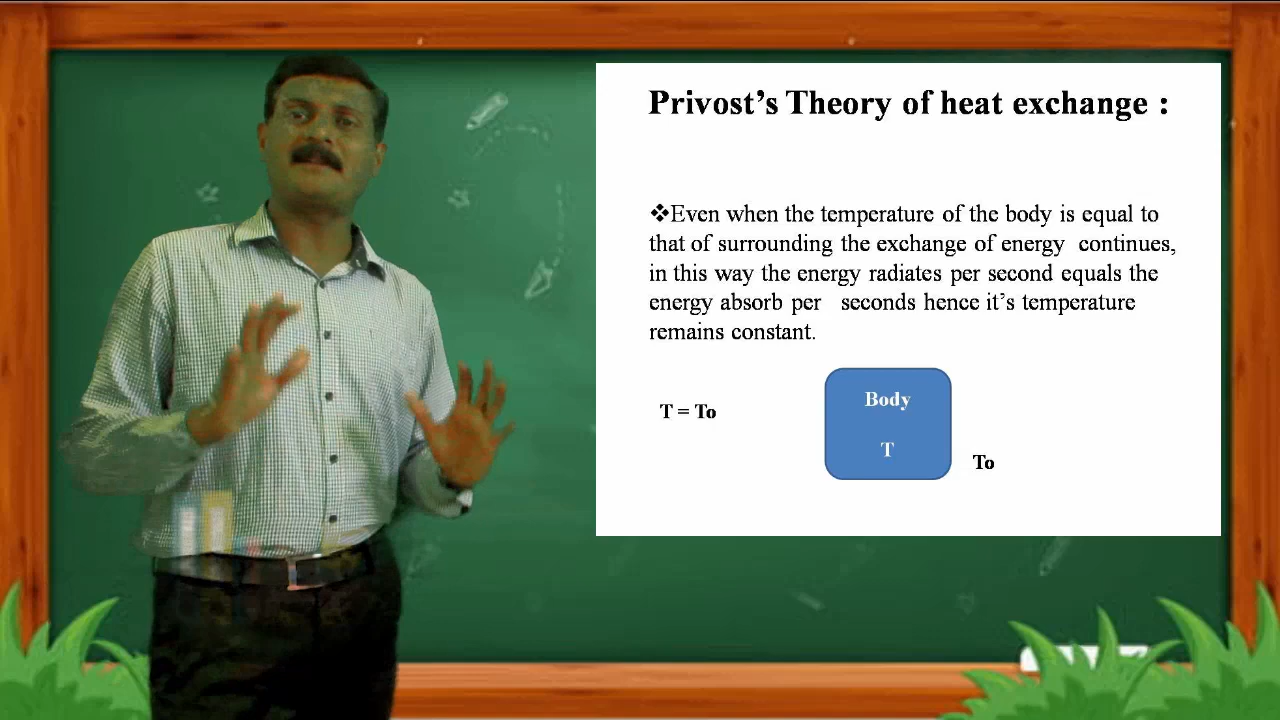 Privost’s Theory of heat exchange :
❖Even when the temperature of the body is equal to
that of surrounding the exchange of energy continues,
in this way the energy radiates per second equals the
energy absorb per seconds hence it’s temperature
remains constant.
T = To
Body
T
To